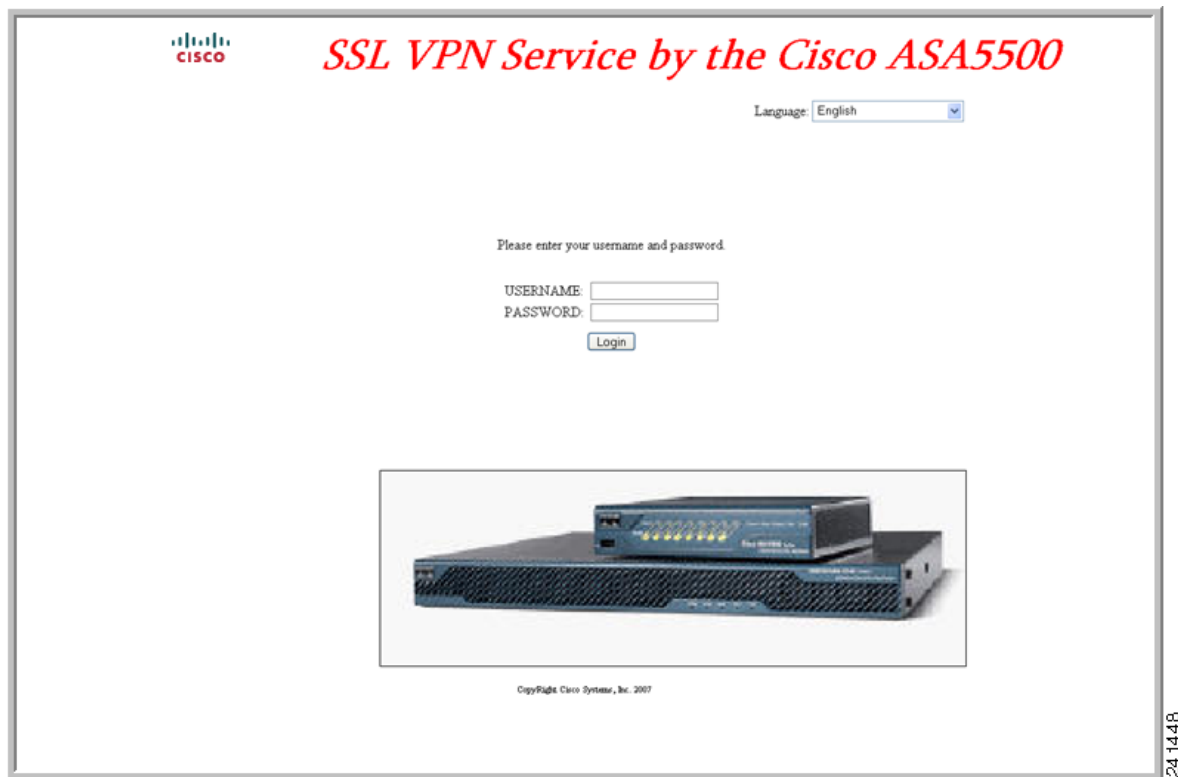 CISCO
SSL VPN Service by the Cisco ASA5500
Language: English
Please enter your username and password.
USERNAME:
PASSWORD:
Login
CopyRight Cisco Systems, Inc. 2007
241448